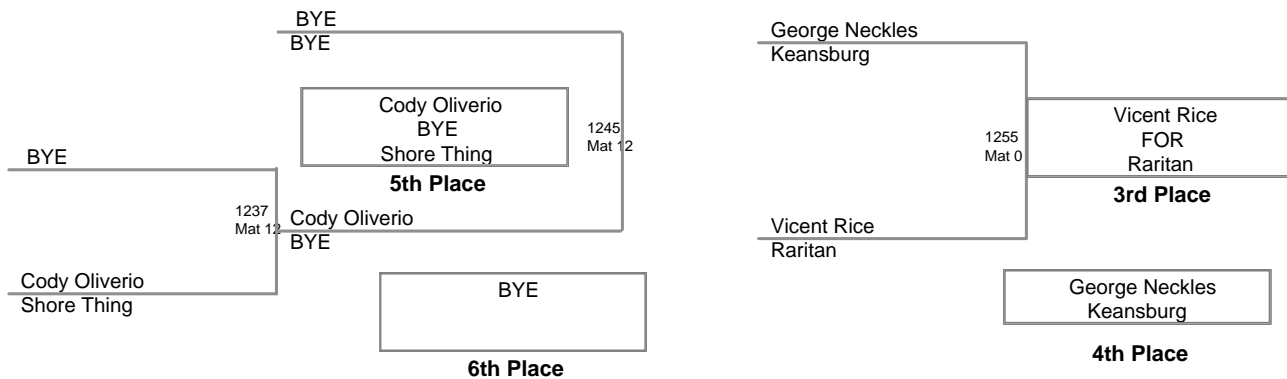 BYE
BYE
Cody Oliverio
BYE
Shore Thing
5th Place
1245
Mat 12
BYE
1237
Mat 12
Cody Oliverio
BYE
Cody Oliverio
Shore Thing
BYE
6th Place
George Neckles
Keansburg
1255
Mat 0
Vicent Rice
FOR
Raritan
3rd Place
Vicent Rice
Raritan
George Neckles
Keansburg
4th Place